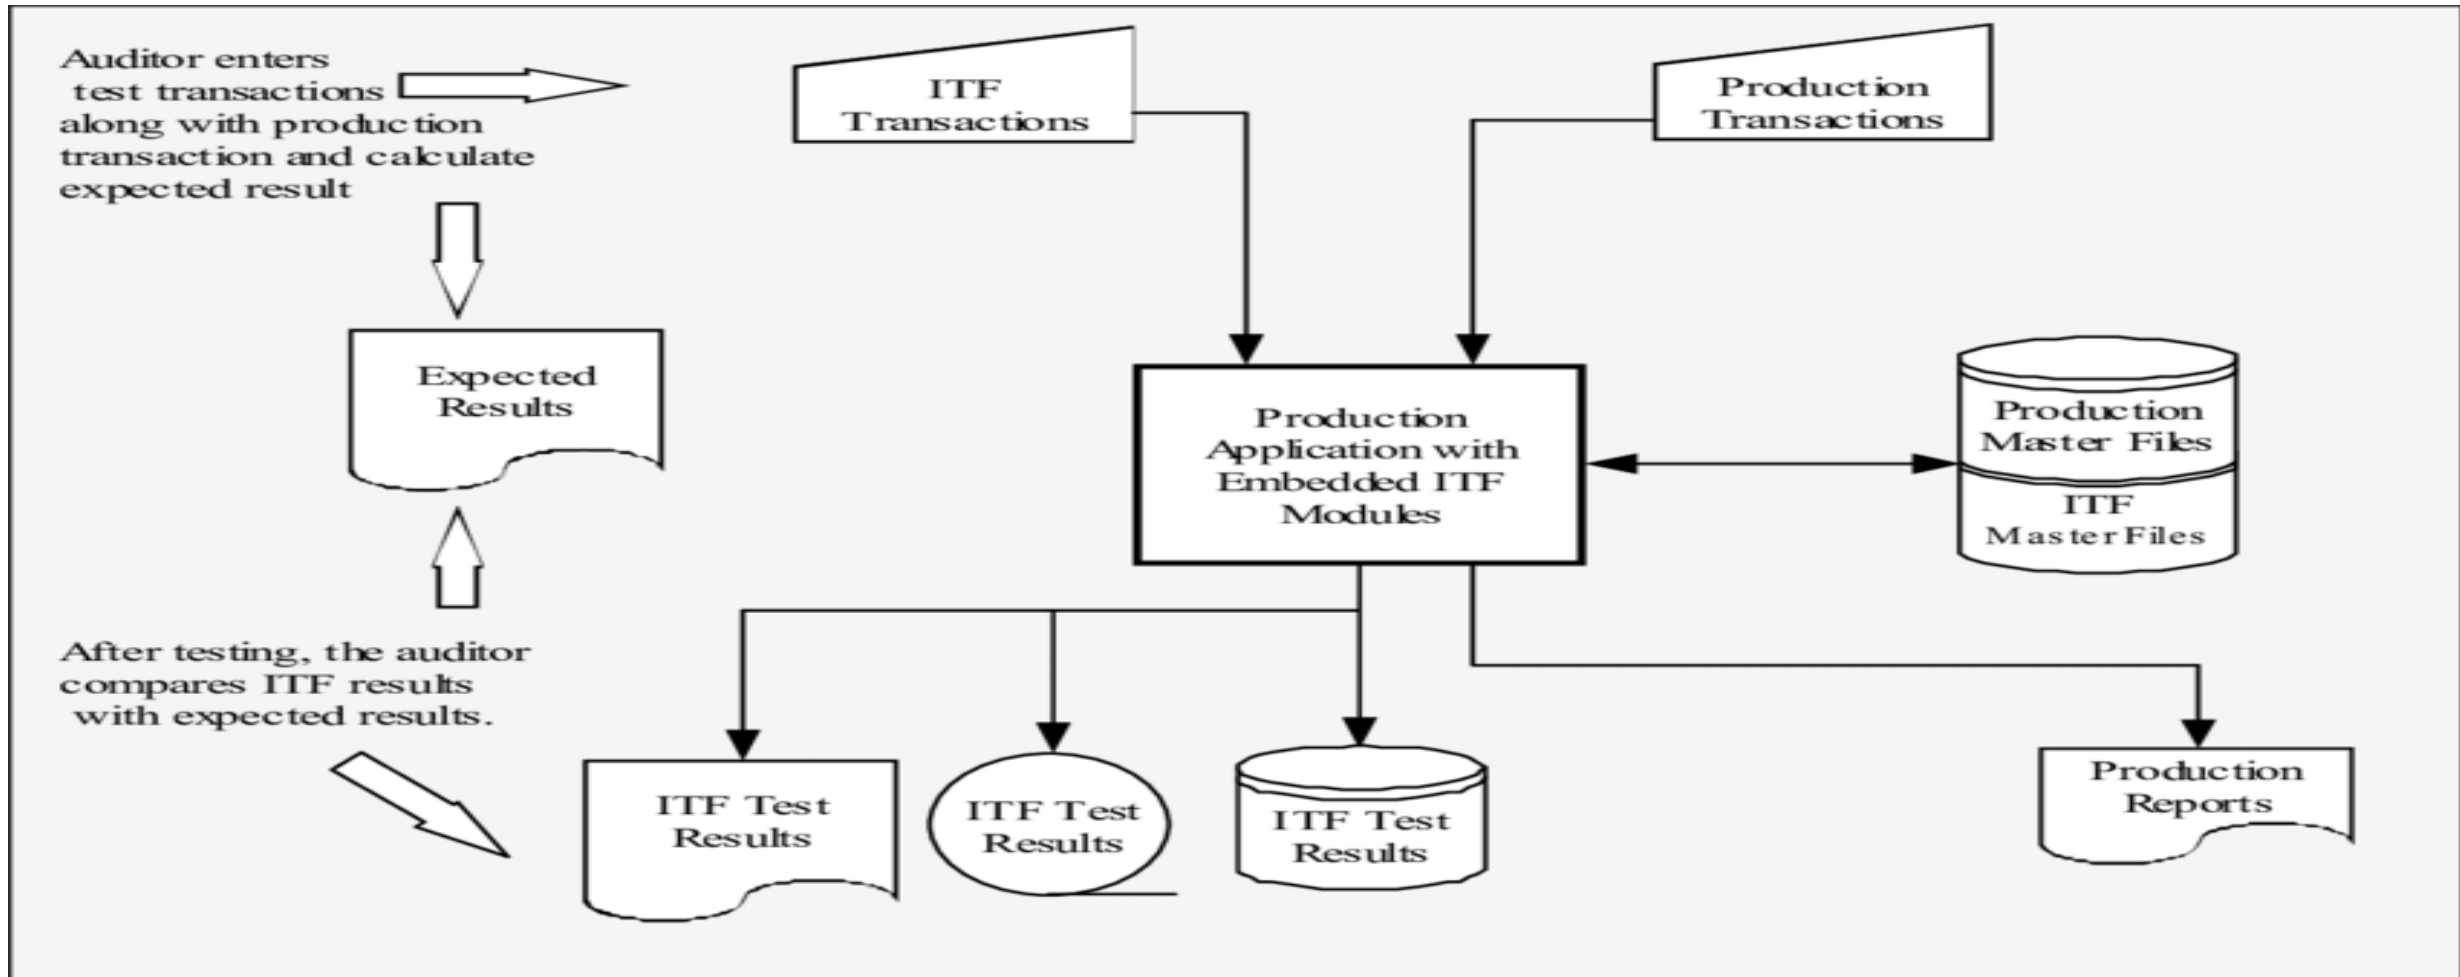 Auditor enters
test transactions
along with production
transaction and calculate
expected result
ITF
Transactions
Production
Transactions
Expected
Results
Production
Application with
Embedded ITF
Modules
Production
Master Files
ITF
Master Files
After testing, the auditor
compares ITF results
with expected results.
ITF Test
Results
ITF Test
Results
ITF Test
Results
Production
Reports